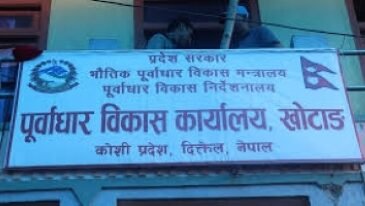 प्रदेश सरकार
भौतिक पूर्वाधार विकास मन्त्रालय
पूर्वाधार विकास निर्देशनालय
पूर्वाधार विकास कार्यालय, खोटाङ
कोशी प्रदेश, दिक्तेल, नेपाल